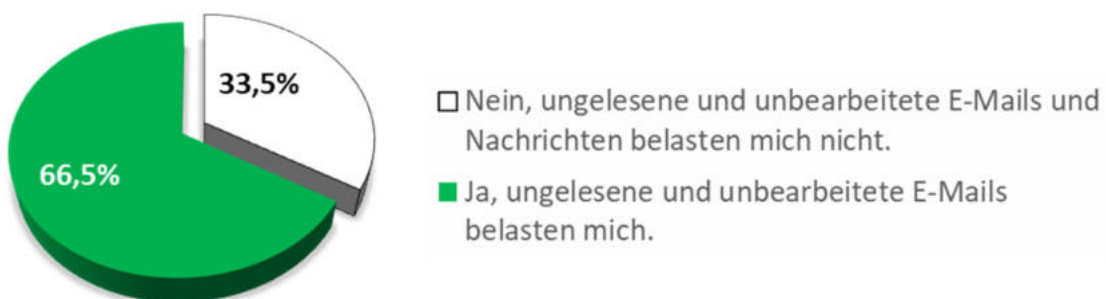 33,5%
66,5%
Nein, ungelesene und unbearbeitete E-Mails und
Nachrichten belasten mich nicht.
Ja, ungelesene und unbearbeitete E-Mails
belasten mich.